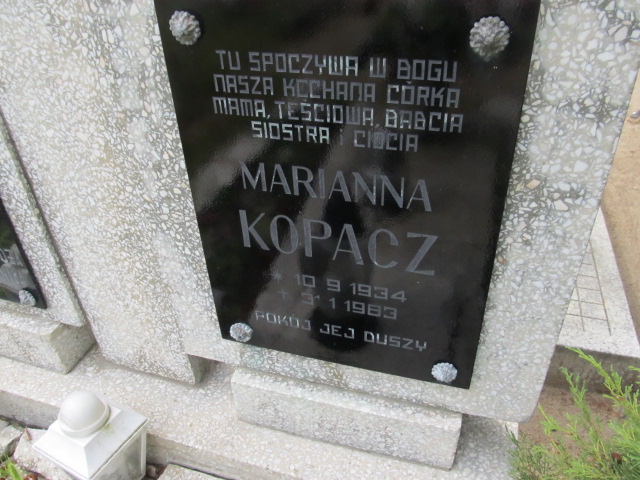 TU SPOCZYWA W BOGU
NASZA KOCHANA CÓRKA
MAMA, TEŚCIOWA, BABCIA
SIOSTRA I CIOCIA
MARIANNA
KOPACZ
* 10 9 1934
+ 3 1 1983
POKÓJ JEJ DUSZY